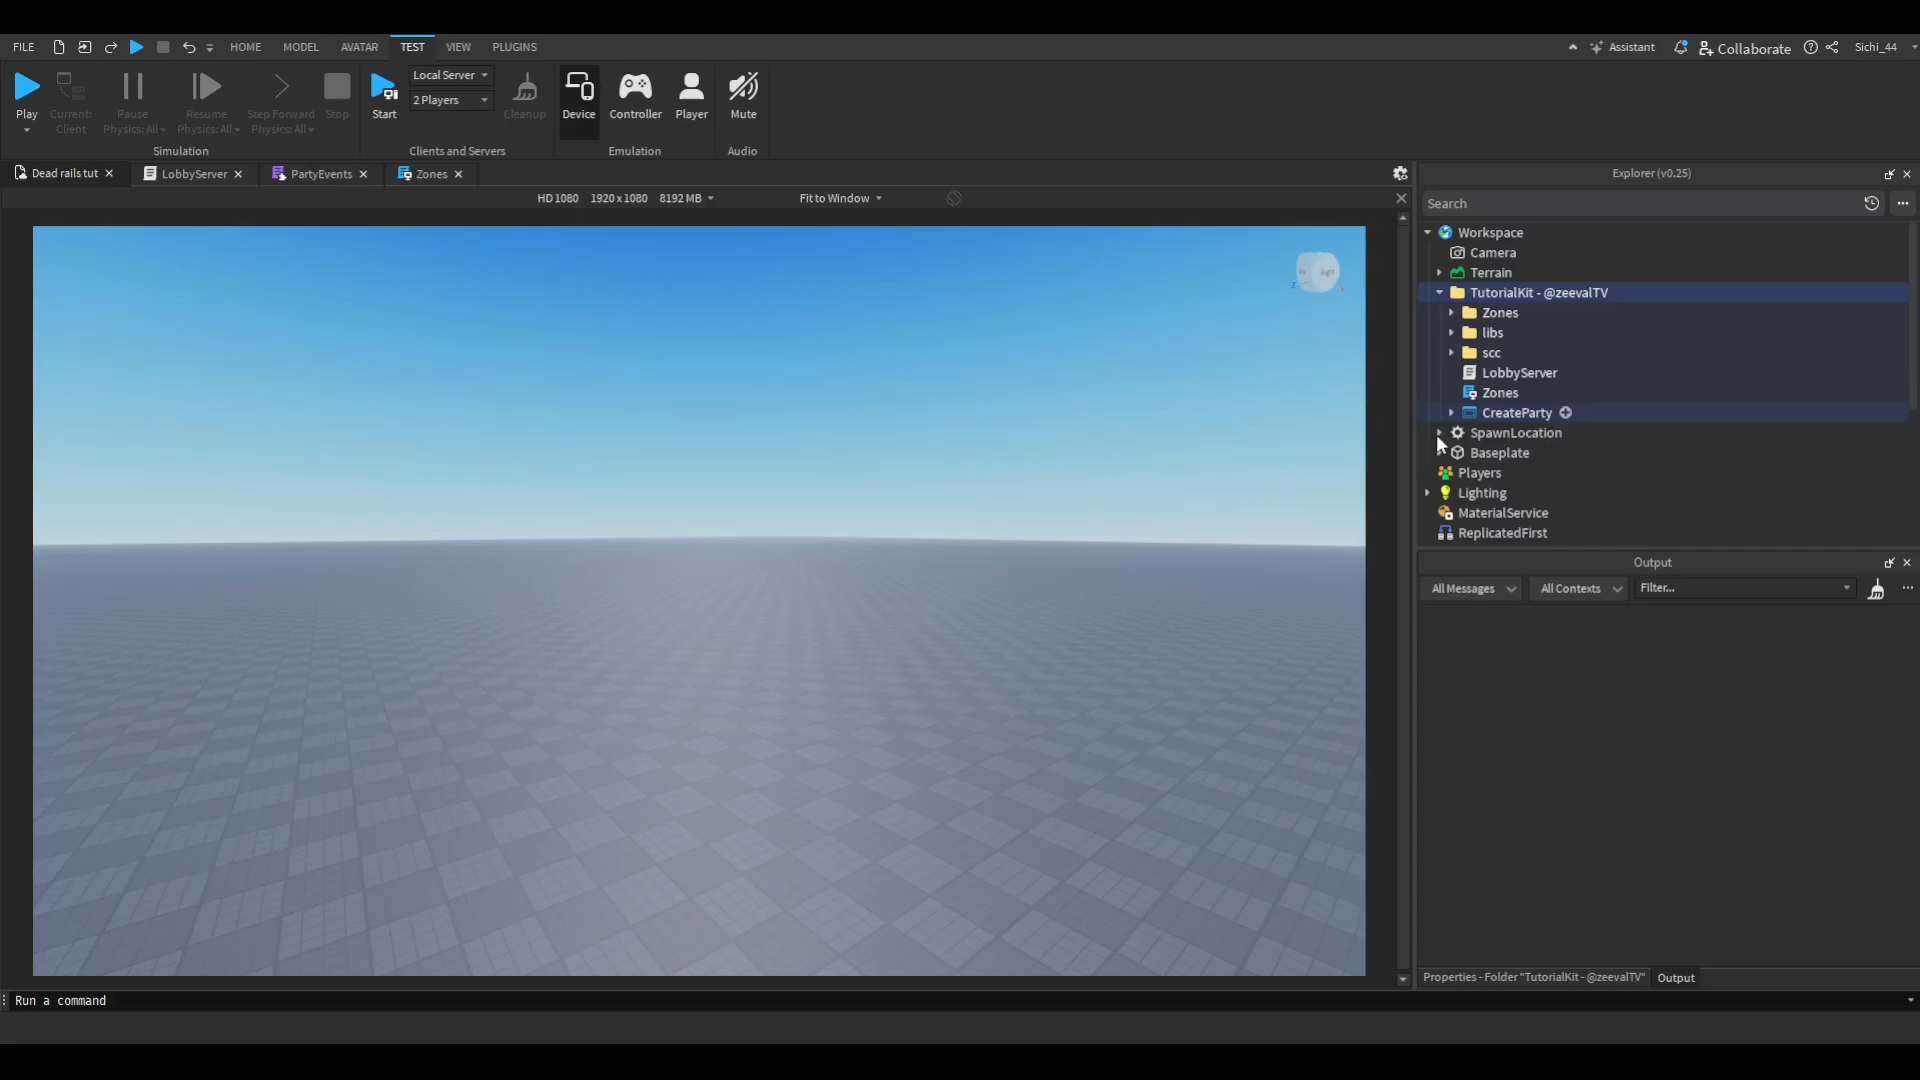 FILE HOME MODEL AVATAR TEST VIEW PLUGINS Assistant Collaborate Sichi_44
Local Server
2 Players
Play Current: Client Pause Physics: All Resume Physics: All Step Forward Physics: All Stop Start Cleanup Device Controller Player Mute
Simulation Clients and Servers Emulation Audio
Dead rails tut LobbyServer PartyEvents Zones
HD 1080 1920 x 1080 8192 MB Fit to Window
Explorer (v0.25)
Search
Workspace
Camera
Terrain
TutorialKit - @zeevalTV
Zones
libs
scc
LobbyServer
Zones
CreateParty
SpawnLocation
Baseplate
Players
Lighting
MaterialService
ReplicatedFirst
Output
All Messages All Contexts Filter...
Properties - Folder "TutorialKit - @zeevalTV" Output
Run a command